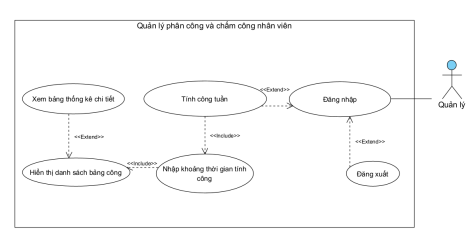 Quản lý phân công và chấm công nhân viên
<<Extend>>
Xem bảng thống kê chi tiết
Tính công tuần
Đăng nhập
Quản lý
<<Extend>>
<<Include>>
<<Extend>>
<<Include>>
Hiển thị danh sách bảng công
Nhập khoảng thời gian tính
công
Đăng xuất